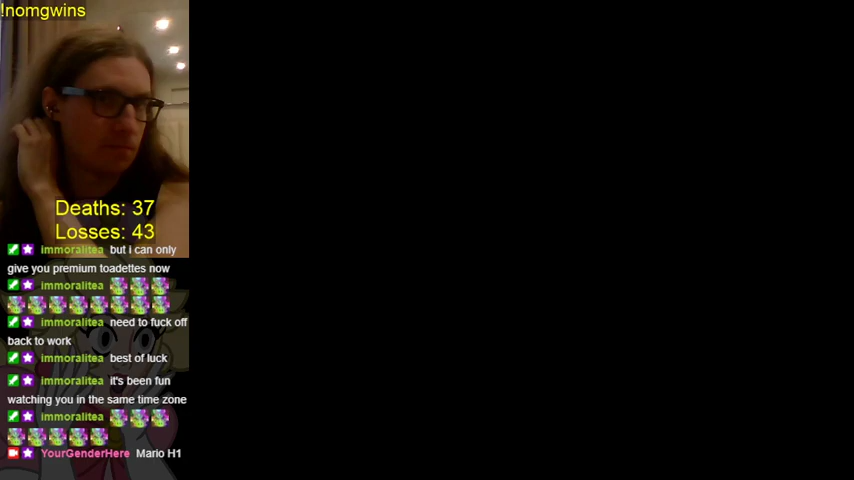 !nomgwins
Deaths: 37
Losses: 43
immoralitea but i can only
give you premium toadettes now
immoralitea
immoralitea need to fuck off
back to work
immoralitea best of luck
immoralitea it's been fun
watching you in the same time zone
immoralitea
YourGenderHere Mario H1